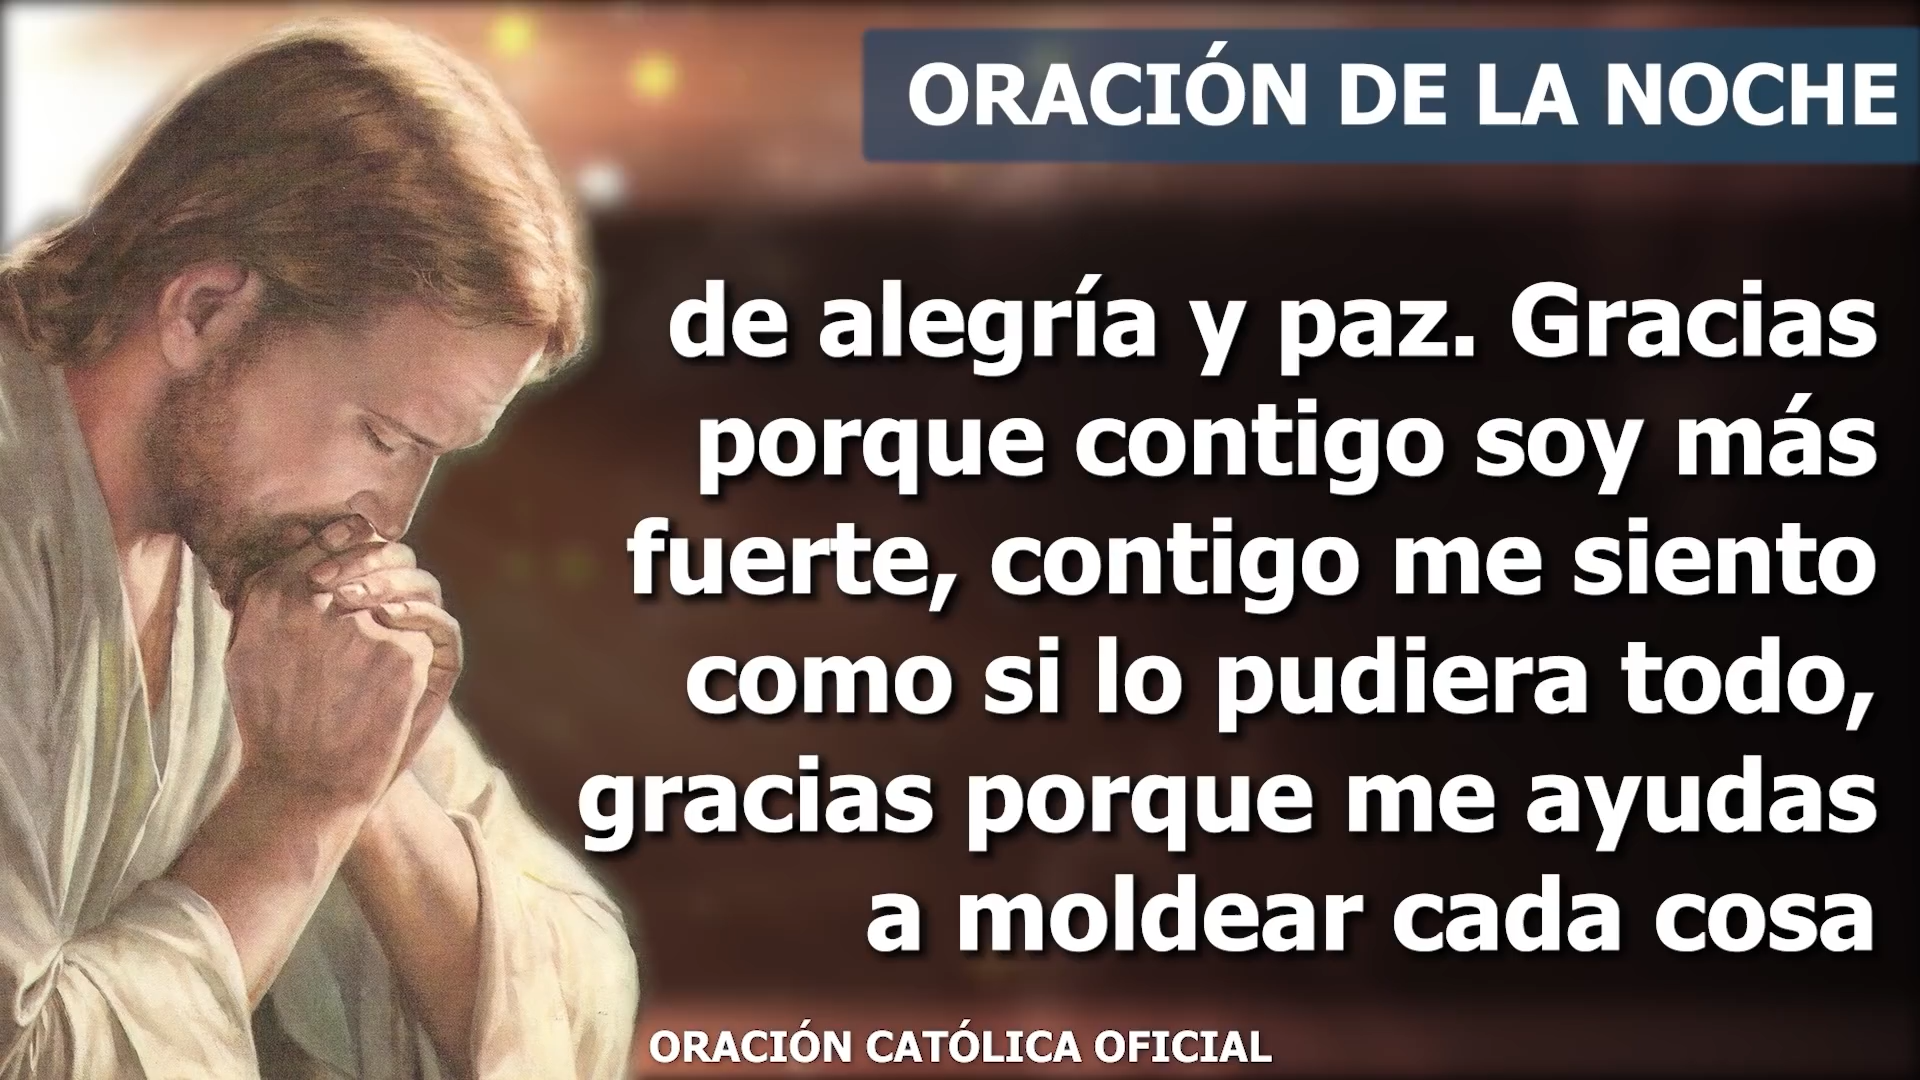 ORACIÓN DE LA NOCHE
de alegría y paz. Gracias
porque contigo soy más
fuerte, contigo me siento
como si lo pudiera todo,
gracias porque me ayudas
a moldear cada cosa
ORACIÓN CATÓLICA OFICIAL